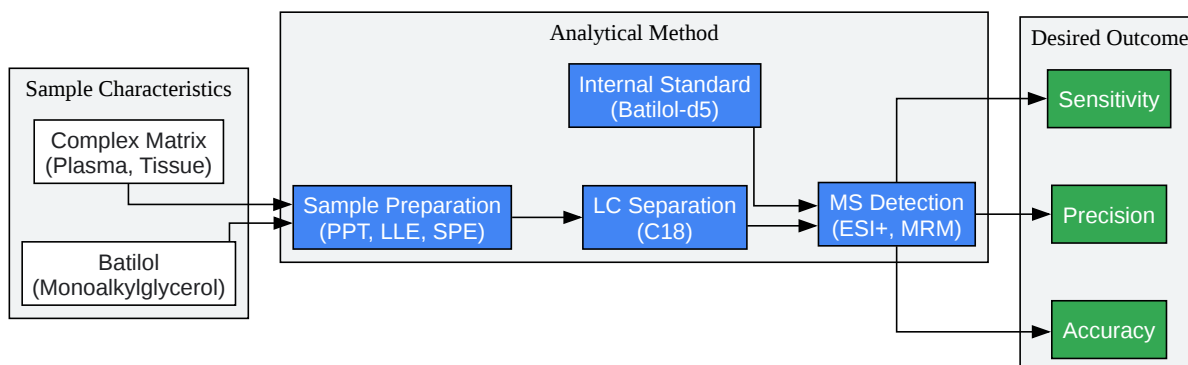 Sample Characteristics
Complex Matrix
(Plasma, Tissue)
Batilol
(Monoalkylglycerol)
Analytical Method
Internal Standard
(Batilol-d5)
Sample Preparation
(PPT, LLE, SPE)
LC Separation
(C18)
MS Detection
(ESI+, MRM)
Desired Outcome
Sensitivity
Precision
Accuracy